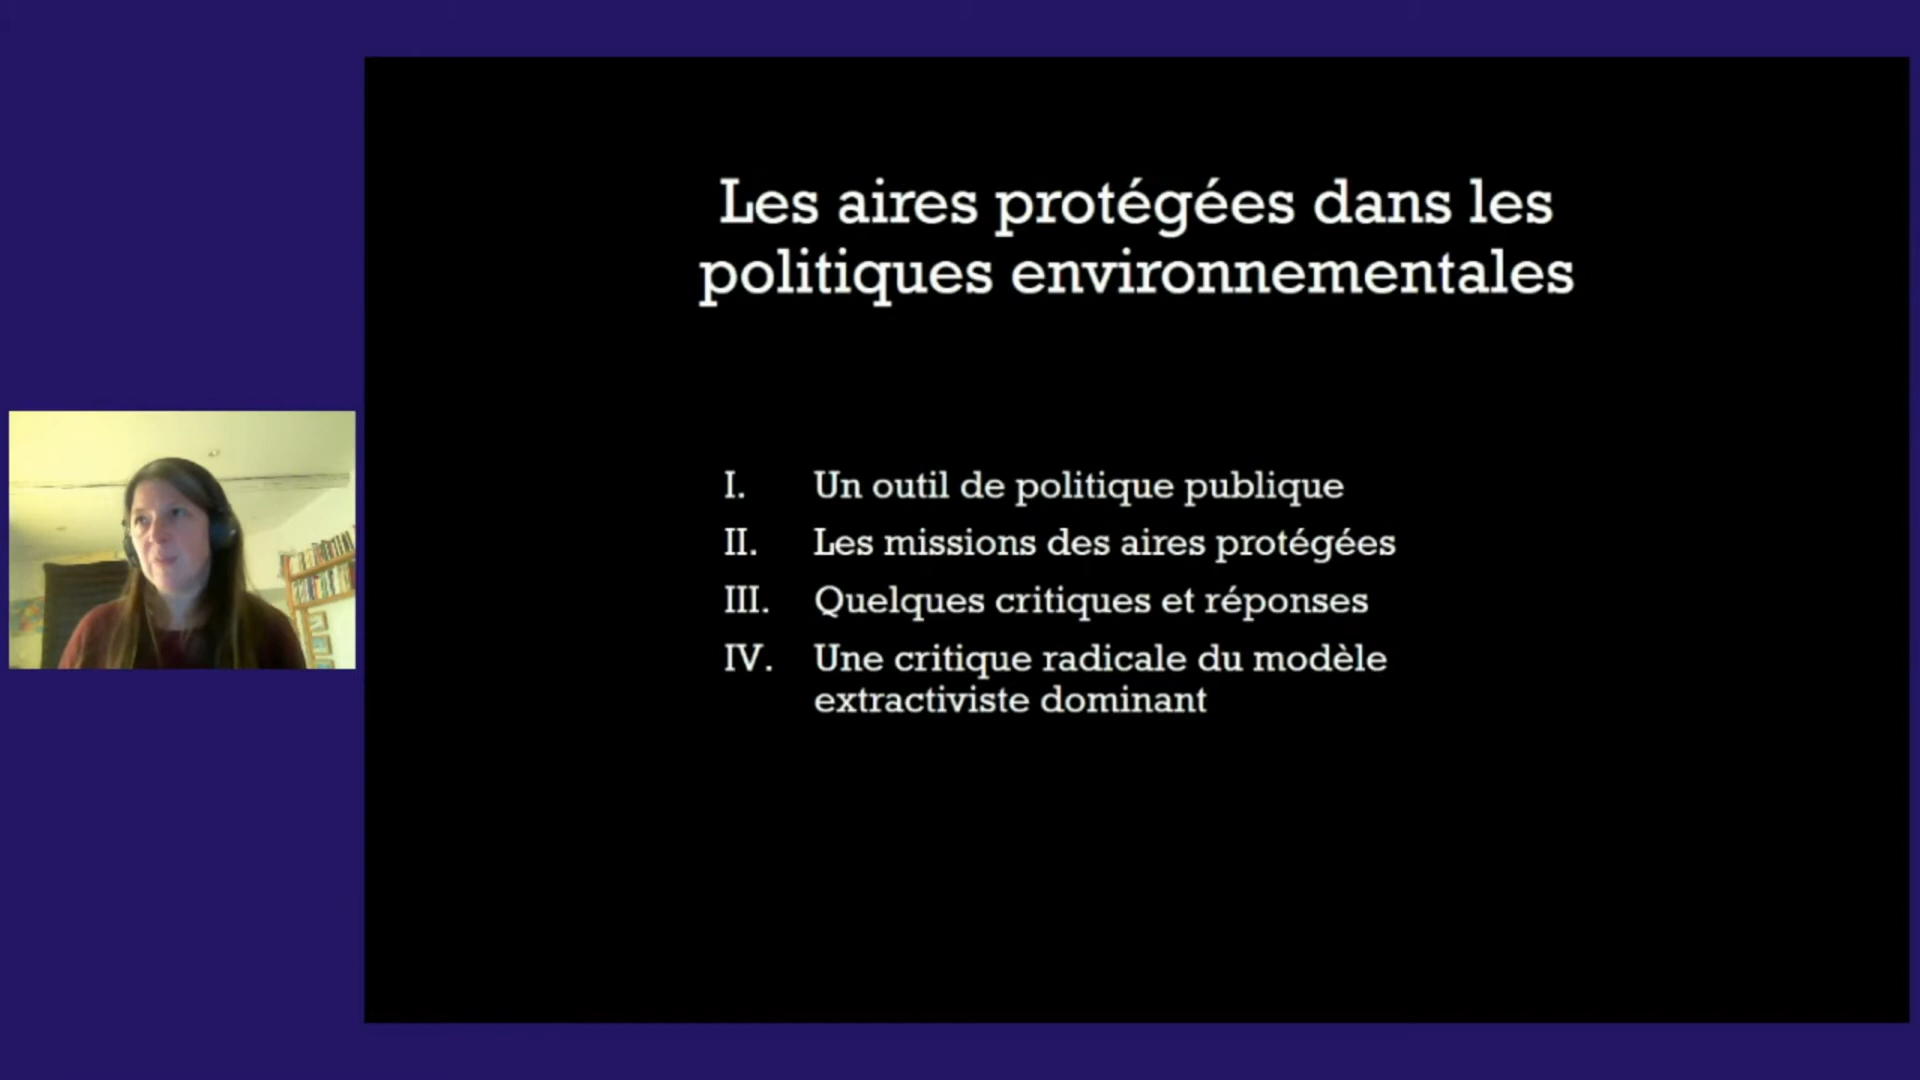 Les aires protégées dans les
politiques environnementales
I. Un outil de politique publique
II. Les missions des aires protégées
III. Quelques critiques et réponses
IV. Une critique radicale du modèle
extractiviste dominant